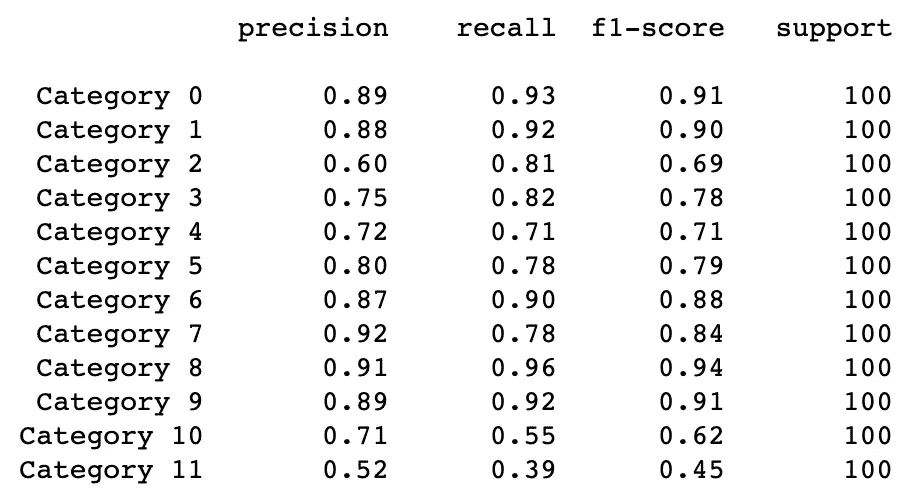 precision recall f1-score support
Category 0 0.89 0.93 0.91 100
Category 1 0.88 0.92 0.90 100
Category 2 0.60 0.81 0.69 100
Category 3 0.75 0.82 0.78 100
Category 4 0.72 0.71 0.71 100
Category 5 0.80 0.78 0.79 100
Category 6 0.87 0.90 0.88 100
Category 7 0.92 0.78 0.84 100
Category 8 0.91 0.96 0.94 100
Category 9 0.89 0.92 0.91 100
Category 10 0.71 0.55 0.62 100
Category 11 0.52 0.39 0.45 100